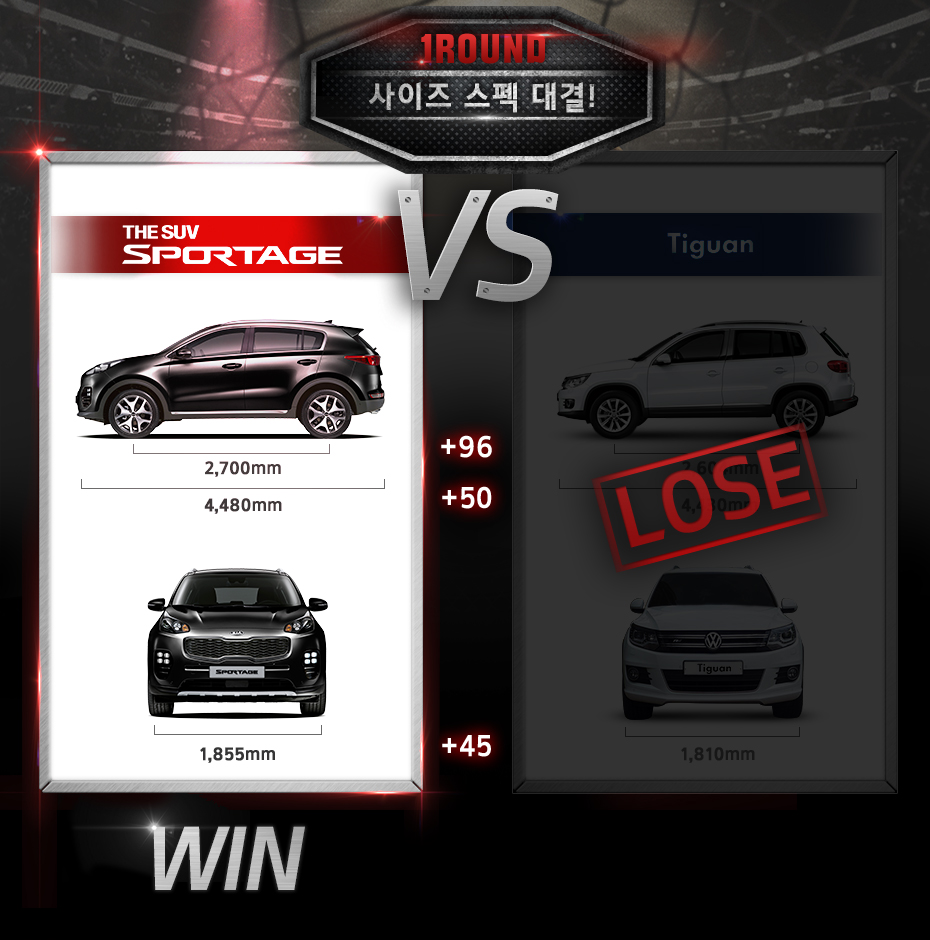 1ROUND
사이즈 스펙 대결!
VS
THE SUV
SPORTAGE
Tiguan
2,700mm
+96
4,480mm
+50
LOSE
SPORTAGE
Tiguan
1,855mm
+45
1,810mm
WIN